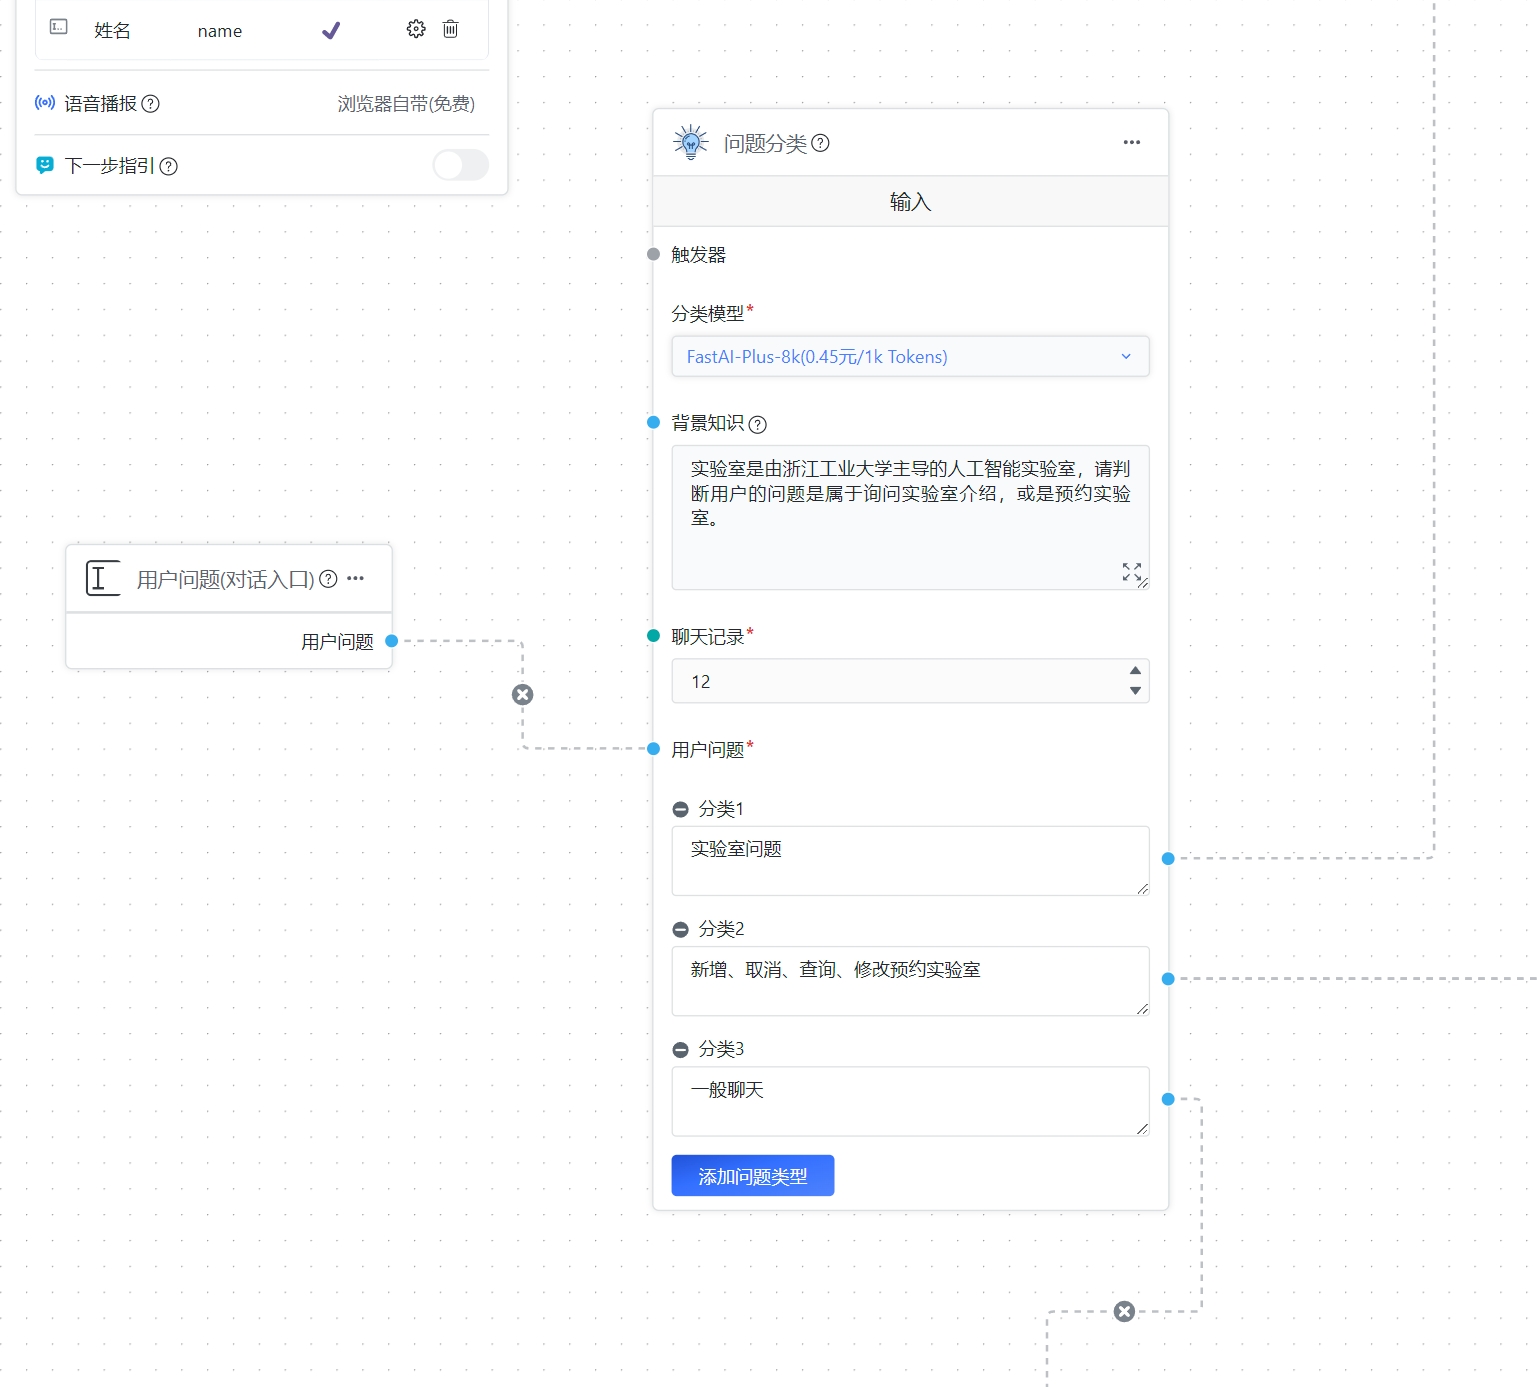 姓名 name
语音播报 浏览器自带(免费)
下一步指引
问题分类
输入
触发器
分类模型*
FastAI-Plus-8k(0.45元/1k Tokens)
背景知识
实验室是由浙江工业大学主导的人工智能实验室，请判
断用户的问题是属于询问实验室介绍，或是预约实验
室。
用户问题(对话入口)
用户问题
聊天记录*
12
用户问题*
分类1
实验室问题
分类2
新增、取消、查询、修改预约实验室
分类3
一般聊天
添加问题类型